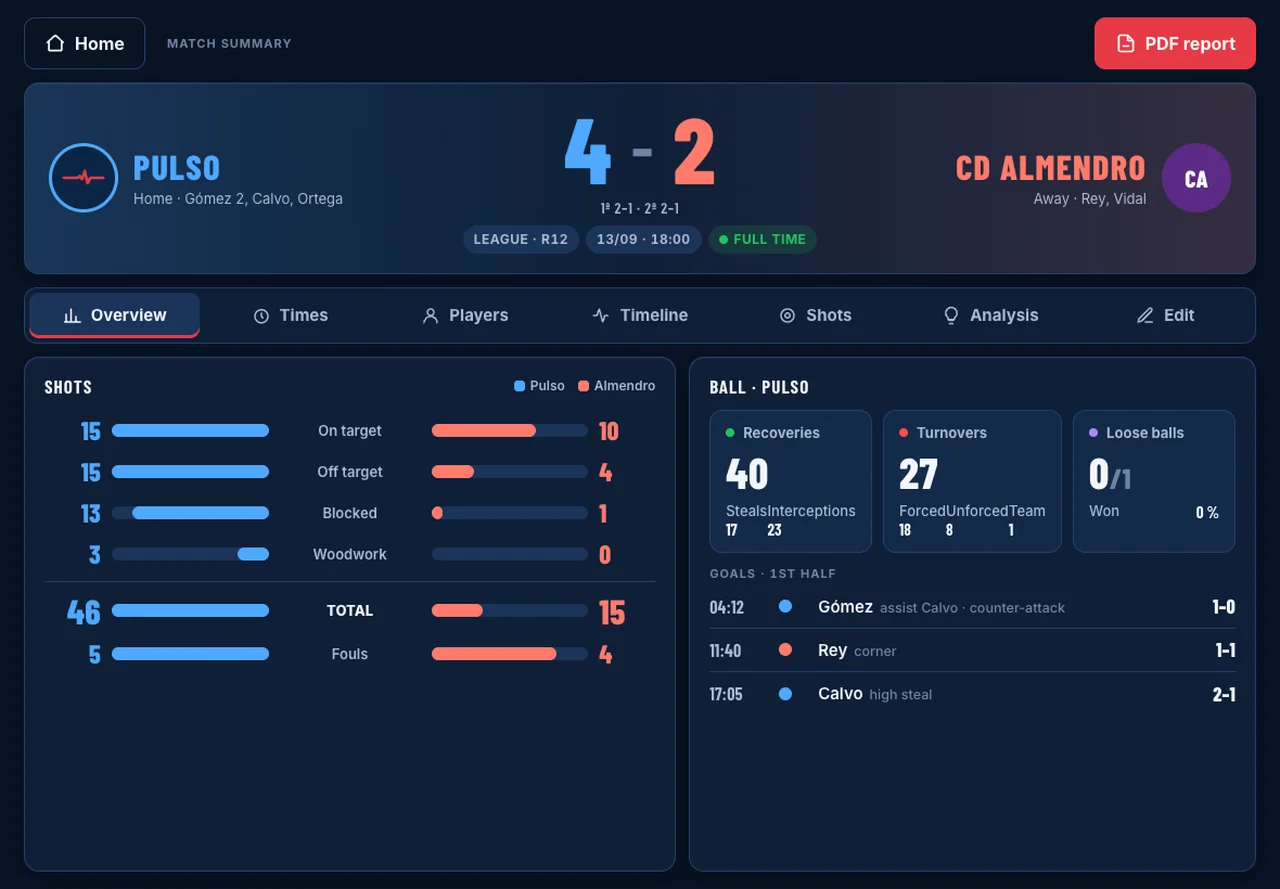 Home
MATCH SUMMARY
PDF report
PULSO
Home · Gómez 2, Calvo, Ortega
4 - 2
1ª 2-1 · 2ª 2-1
LEAGUE · R12
13/09 · 18:00
FULL TIME
CD ALMENDRO
Away · Rey, Vidal
CA
Overview
Times
Players
Timeline
Shots
Analysis
Edit
SHOTS
Pulso
Almendro
15 On target 10
15 Off target 4
13 Blocked 1
3 Woodwork 0
46 TOTAL 15
5 Fouls 4
BALL · PULSO
Recoveries
40
StealsInterceptions
17 23
Turnovers
27
ForcedUnforcedTeam
18 8 1
Loose balls
0/1
Won 0 %
GOALS · 1ST HALF
04:12 Gómez assist Calvo · counter-attack 1-0
11:40 Rey corner 1-1
17:05 Calvo high steal 2-1